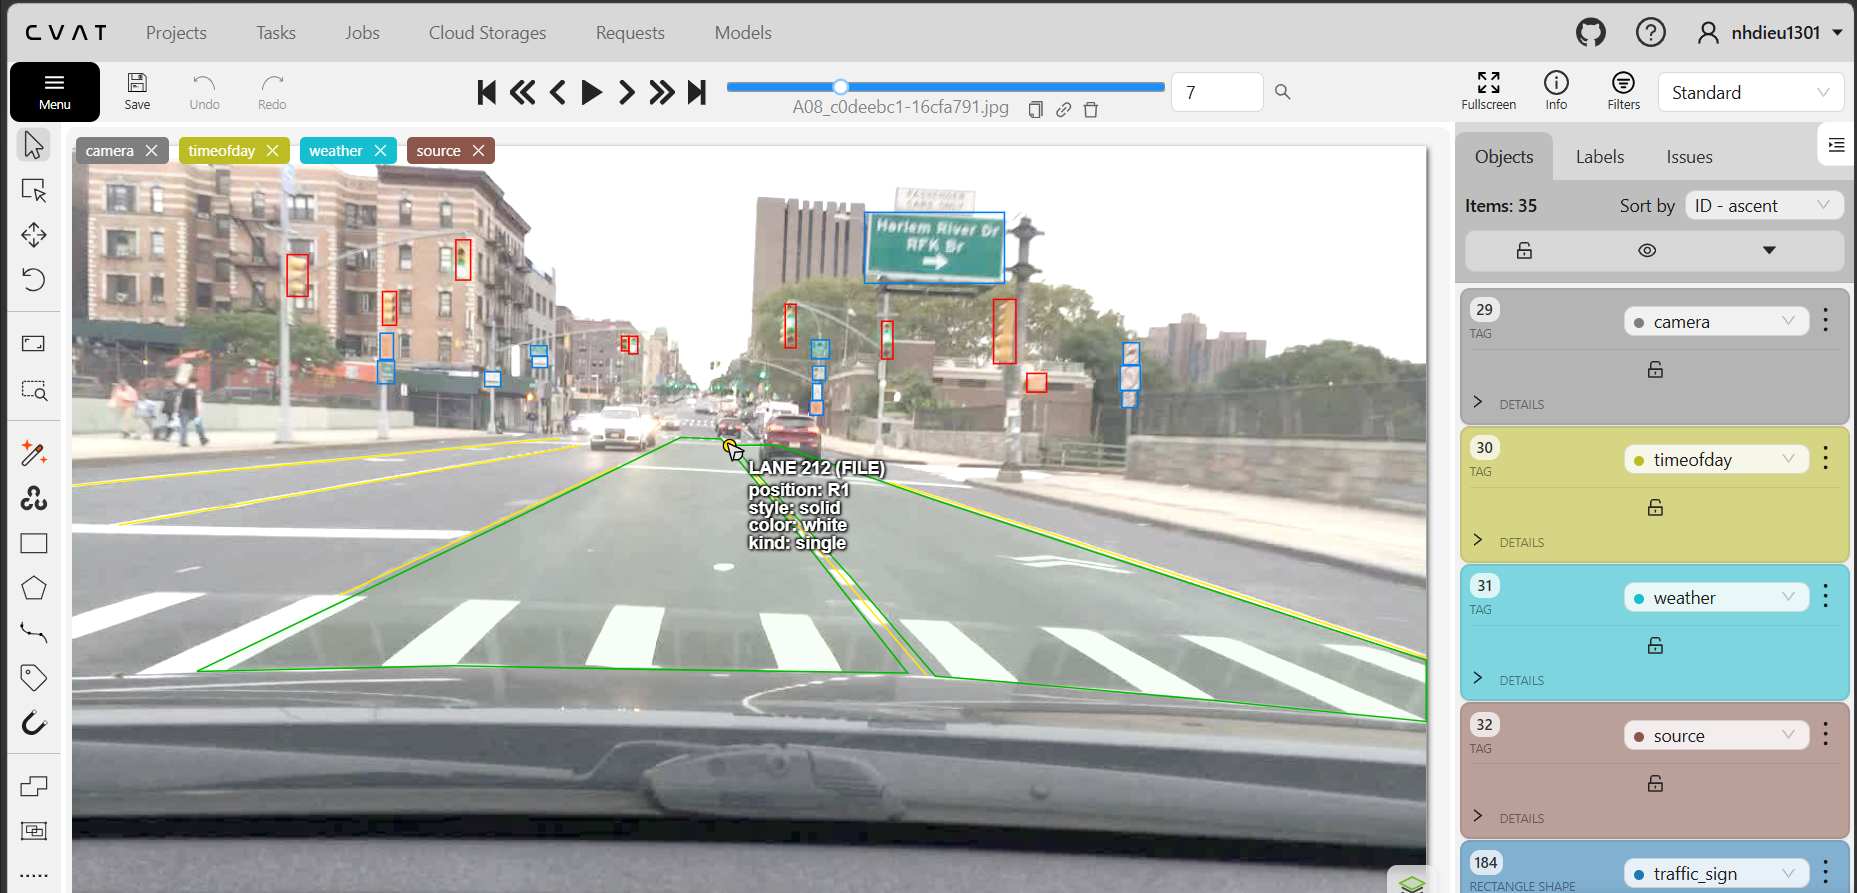 CVAT
Projects
Tasks
Jobs
Cloud Storages
Requests
Models
nhdieu1301
Menu
Save
Undo
Redo
A08_c0deebc1-16cfa791.jpg
7
Fullscreen
Info
Filters
Standard
camera
timeofday
weather
source
Harlem River Dr
RFK Br
LANE 212 (FILE)
position: R1
style: solid
color: white
kind: single
Objects
Labels
Issues
Items: 35
Sort by
ID - ascent
29
TAG
camera
DETAILS
30
TAG
timeofday
DETAILS
31
TAG
weather
DETAILS
32
TAG
source
DETAILS
184
RECTANGLE SHAPE
traffic_sign